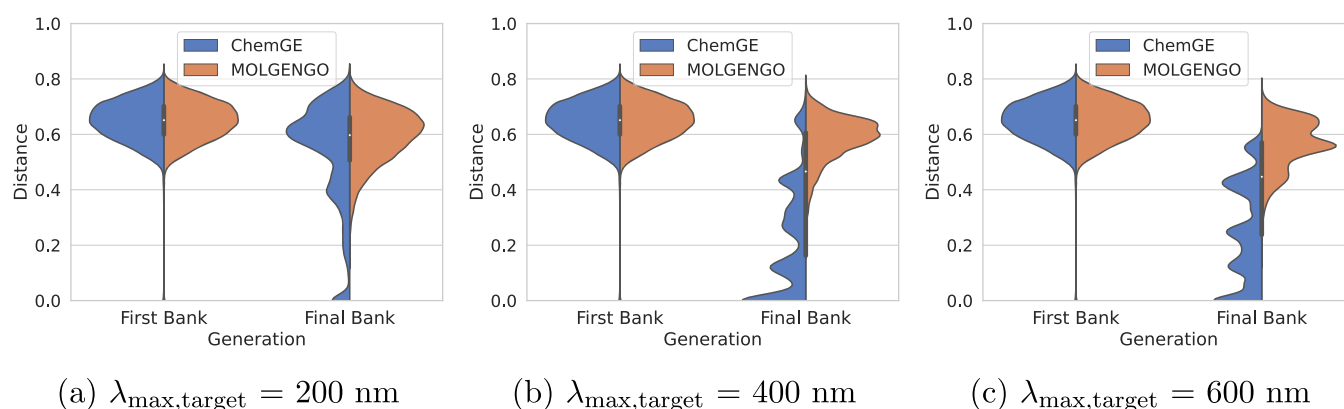 1.0
0.8
0.6
0.4
0.2
0.0
Distance
ChemGE
MOLGENGO
First Bank
Final Bank
Generation
(a) λmax,target = 200 nm
1.0
0.8
0.6
0.4
0.2
0.0
Distance
ChemGE
MOLGENGO
First Bank
Final Bank
Generation
(b) λmax,target = 400 nm
1.0
0.8
0.6
0.4
0.2
0.0
Distance
ChemGE
MOLGENGO
First Bank
Final Bank
Generation
(c) λmax,target = 600 nm